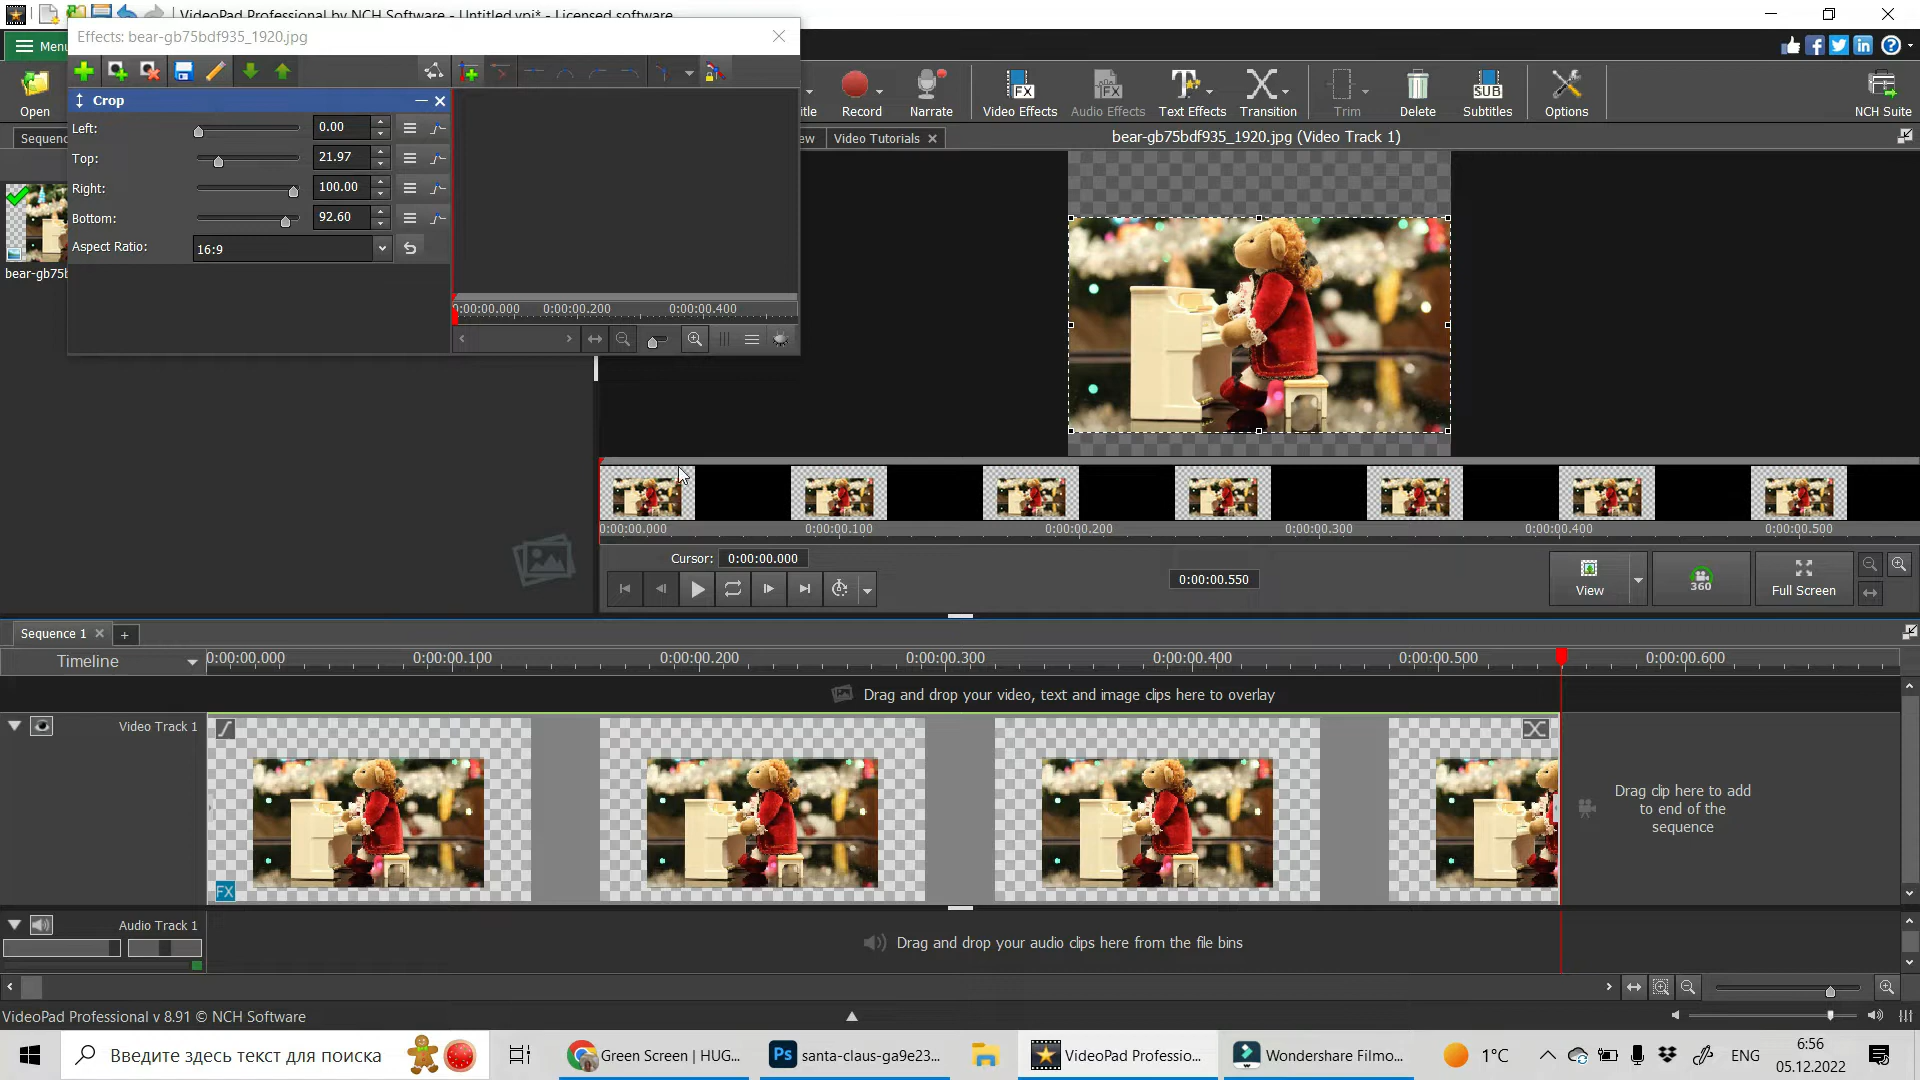 VideoPad Professional by NCH Software - Untitled.vpj* - Licensed software
Effects: bear-gb75bdf935_1920.jpg
Menu
Open
Record
Narrate
Video Effects
Audio Effects
Text Effects
Transition
Trim
Delete
Subtitles
Options
NCH Suite
Crop
Left: 0.00
Top: 21.97
Right: 100.00
Bottom: 92.60
Aspect Ratio: 16:9
0:00:00.000 0:00:00.200 0:00:00.400
Video Tutorials
bear-gb75bdf935_1920.jpg (Video Track 1)
bear-gb75b
0:00:00.000 0:00:00.100 0:00:00.200 0:00:00.300 0:00:00.400 0:00:00.500
Cursor: 0:00:00.000
0:00:00.550
View
360
Full Screen
Sequence 1
Timeline
0:00:00.000 0:00:00.100 0:00:00.200 0:00:00.300 0:00:00.400 0:00:00.500 0:00:00.600
Drag and drop your video, text and image clips here to overlay
Video Track 1
FX
Drag clip here to add
to end of the
sequence
Audio Track 1
Drag and drop your audio clips here from the file bins
VideoPad Professional v 8.91 © NCH Software
Введите здесь текст для поиска
Green Screen | HUG...
Ps santa-claus-ga9e23...
VideoPad Professio...
Wondershare Filmo...
1°C
ENG
6:56
05.12.2022